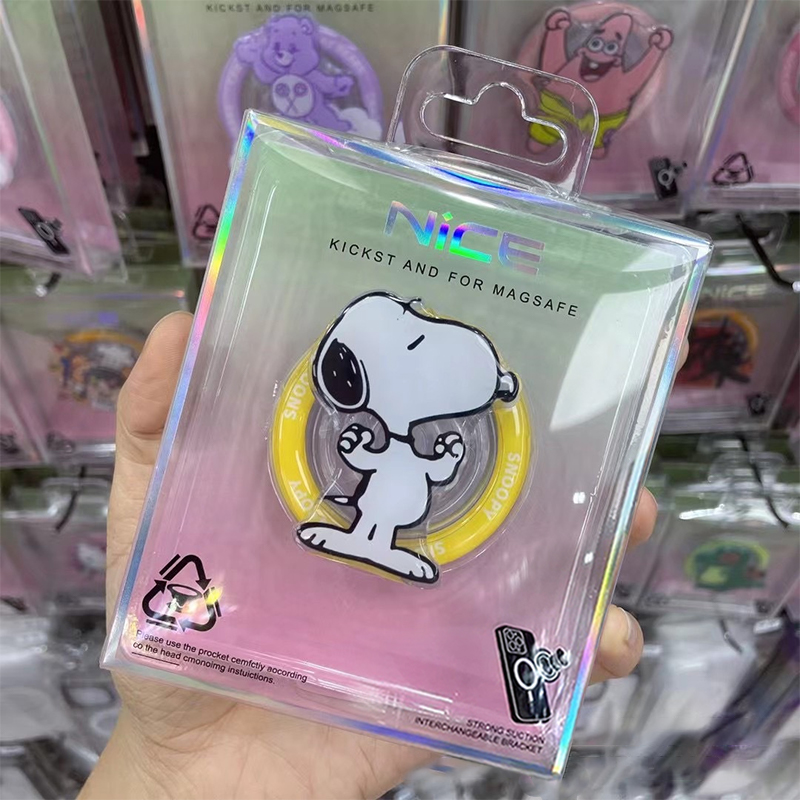 KICKST AND FOR MAGSAFE
NiCE
KICKST AND FOR MAGSAFE
NiCE
SNOOPY
Please use the procket cemfctiy aocording
co the head cmonoimg instuictions.
STRONG SUCTION
INTERCHANGEABLE BRACKET